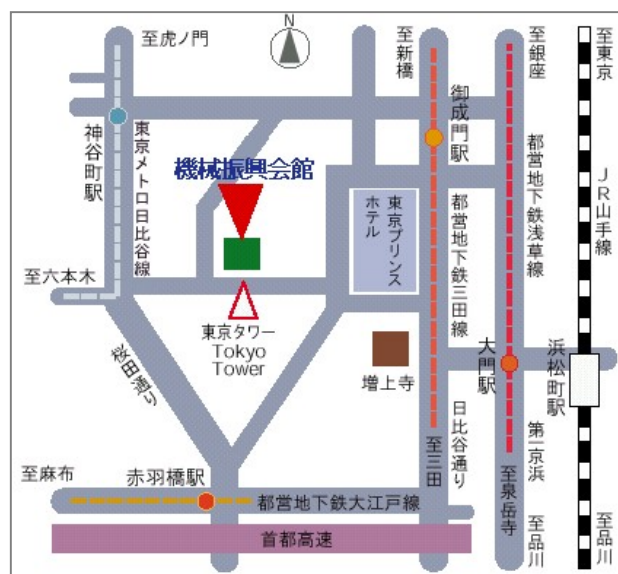 至虎ノ門
N
至新橋
至銀座
至東京
御成門駅
神谷町駅
東京メトロ日比谷線
機械振興会館
東京プリンス
ホテル
都営地下鉄三田線
都営地下鉄浅草線
JR山手線
至六本木
東京タワー
Tokyo
Tower
桜田通り
増上寺
大門駅
浜松町駅
日比谷通り
第一京浜
至三田
至泉岳寺
至品川
至品川
至麻布
赤羽橋駅
都営地下鉄大江戸線
首都高速